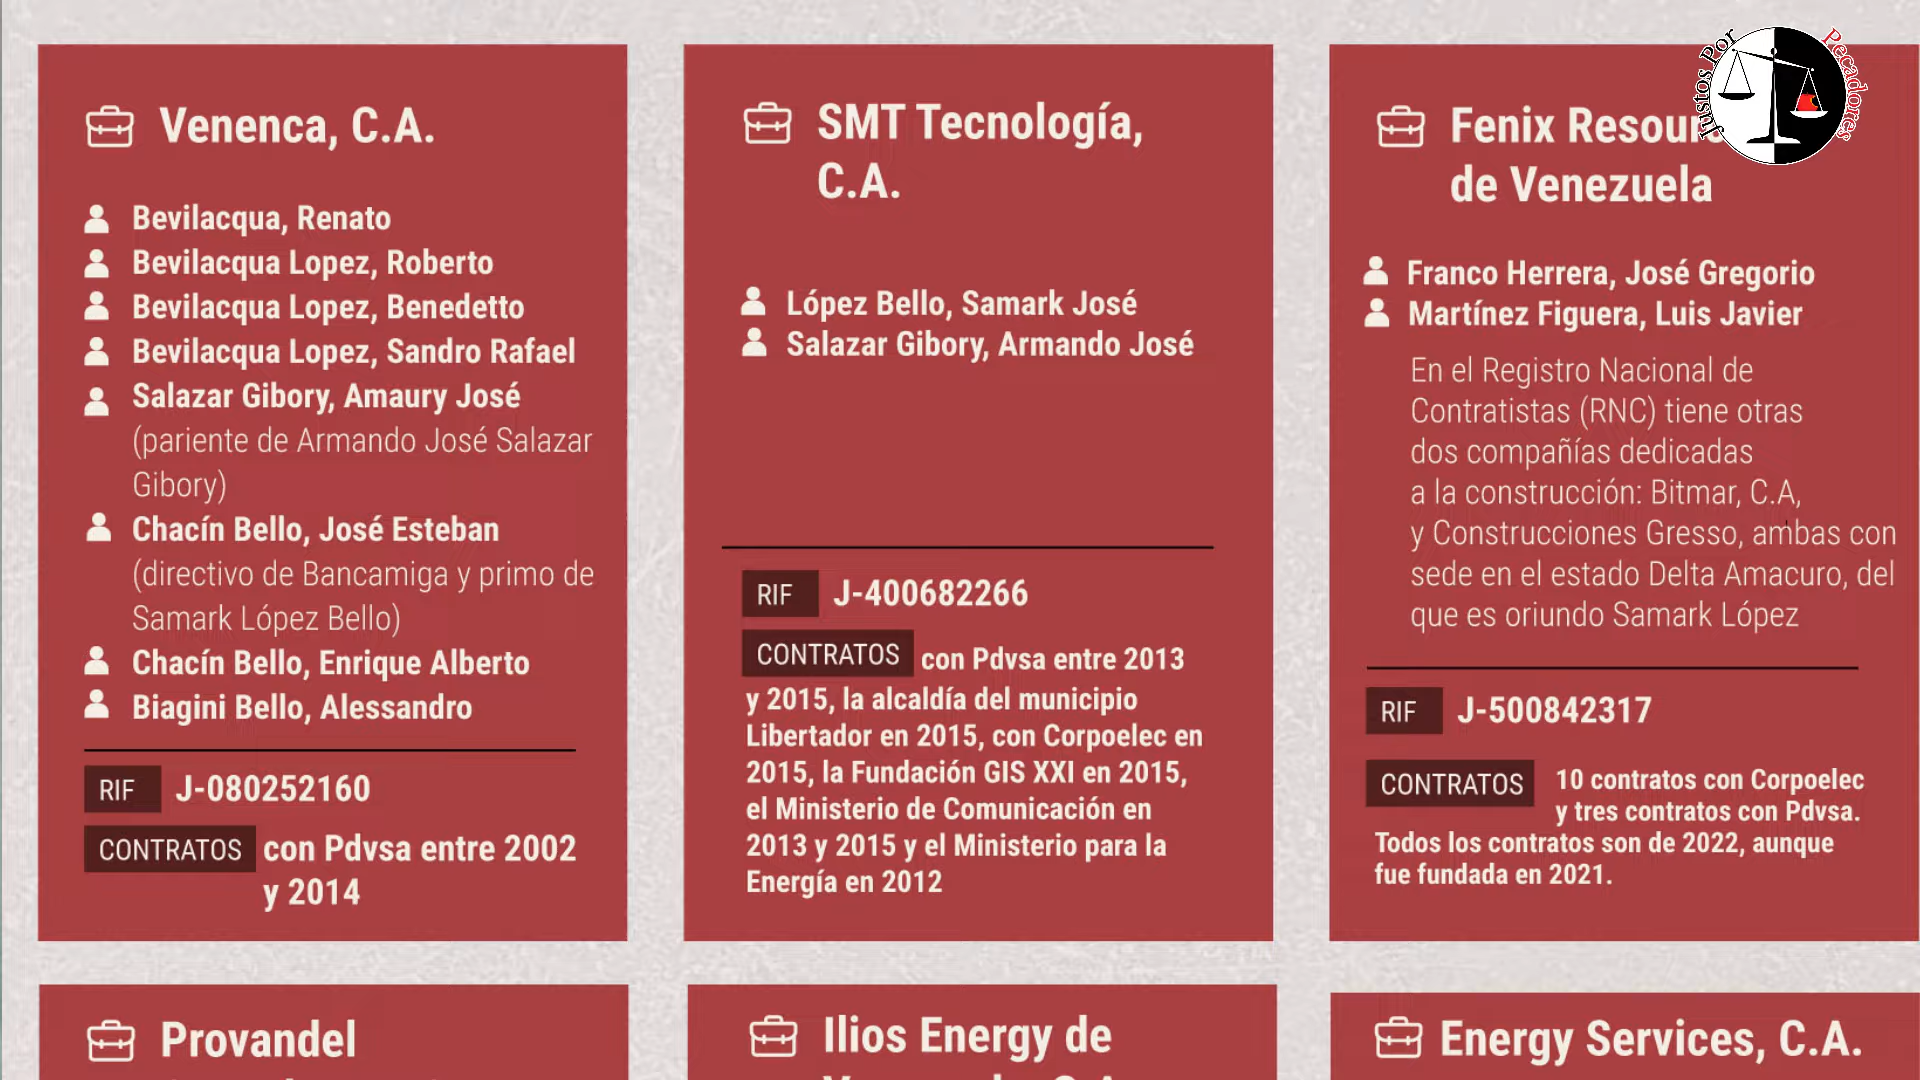 Justos Por Pecadores
Venenca, C.A.
Bevilacqua, Renato
Bevilacqua Lopez, Roberto
Bevilacqua Lopez, Benedetto
Bevilacqua Lopez, Sandro Rafael
Salazar Gibory, Amaury José
(pariente de Armando José Salazar
Gibory)
Chacín Bello, José Esteban
(directivo de Bancamiga y primo de
Samark López Bello)
Chacín Bello, Enrique Alberto
Biagini Bello, Alessandro
RIF J-080252160
CONTRATOS con Pdvsa entre 2002
y 2014
SMT Tecnología,
C.A.
López Bello, Samark José
Salazar Gibory, Armando José
RIF J-400682266
CONTRATOS con Pdvsa entre 2013
y 2015, la alcaldía del municipio
Libertador en 2015, con Corpoelec en
2015, la Fundación GIS XXI en 2015,
el Ministerio de Comunicación en
2013 y 2015 y el Ministerio para la
Energía en 2012
Fenix
de Venezuela
Franco Herrera, José Gregorio
Martínez Figuera, Luis Javier
En el Registro Nacional de
Contratistas (RNC) tiene otras
dos compañías dedicadas
a la construcción: Bitmar, C.A,
y Construcciones Gresso, ambas con
sede en el estado Delta Amacuro, del
que es oriundo Samark López
RIF J-500842317
CONTRATOS 10 contratos con Corpoelec
y tres contratos con Pdvsa.
Todos los contratos son de 2022, aunque
fue fundada en 2021.
Provandel
Ilios Energy de
Energy Services, C.A.